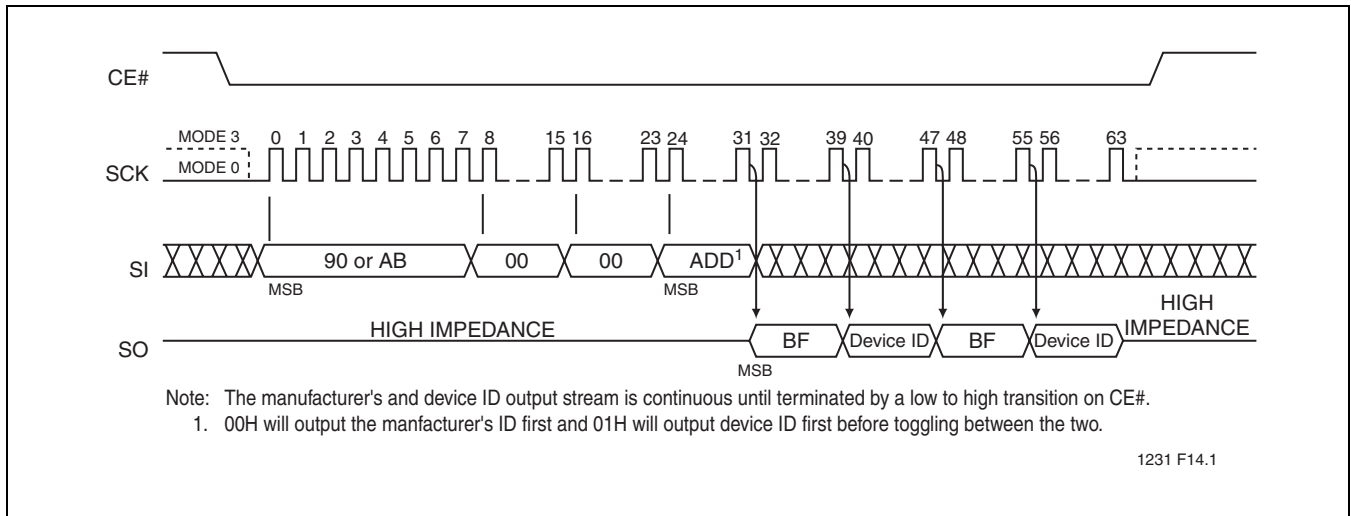 CE#
MODE 3
0 1 2 3 4 5 6 7 8 15 16 23 24 31 32 39 40 47 48 55 56 63
SCK
MODE 0
SI
90 or AB 00 00 ADD1
MSB MSB
HIGH IMPEDANCE
HIGH
IMPEDANCE
SO
BF Device ID BF Device ID
MSB
Note: The manufacturer's and device ID output stream is continuous until terminated by a low to high transition on CE#.
1. 00H will output the manfacturer's ID first and 01H will output device ID first before toggling between the two.
1231 F14.1